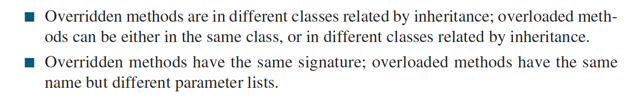 ■ Overridden methods are in different classes related by inheritance; overloaded meth-
ods can be either in the same class, or in different classes related by inheritance.
■ Overridden methods have the same signature; overloaded methods have the same
name but different parameter lists.